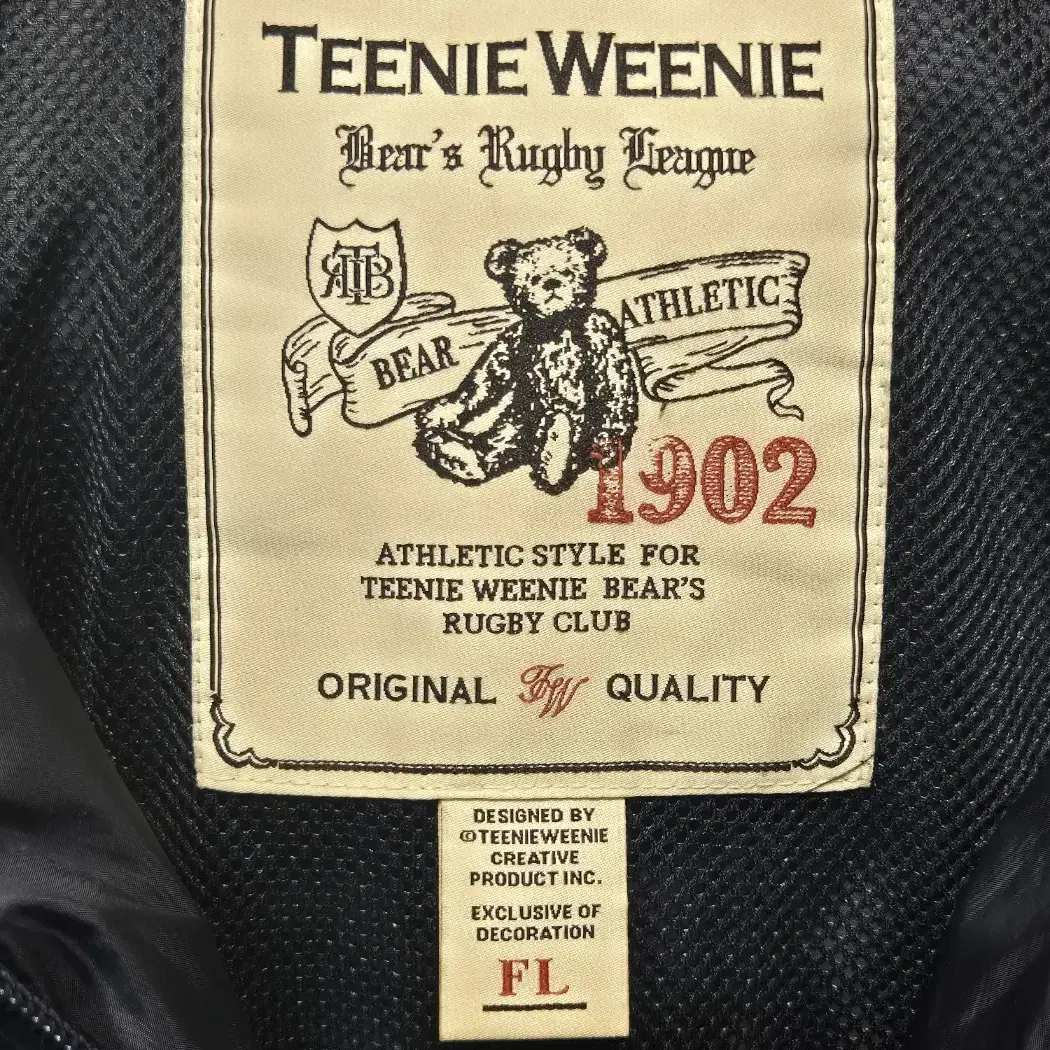 TEENIE WEENIE
Bear's Rugby League
BEAR ATHLETIC
1902
ATHLETIC STYLE FOR
TEENIE WEENIE BEAR'S
RUGBY CLUB
ORIGINAL TW QUALITY
DESIGNED BY
©TEENIEWEENIE
CREATIVE
PRODUCT INC.
EXCLUSIVE OF
DECORATION
FL